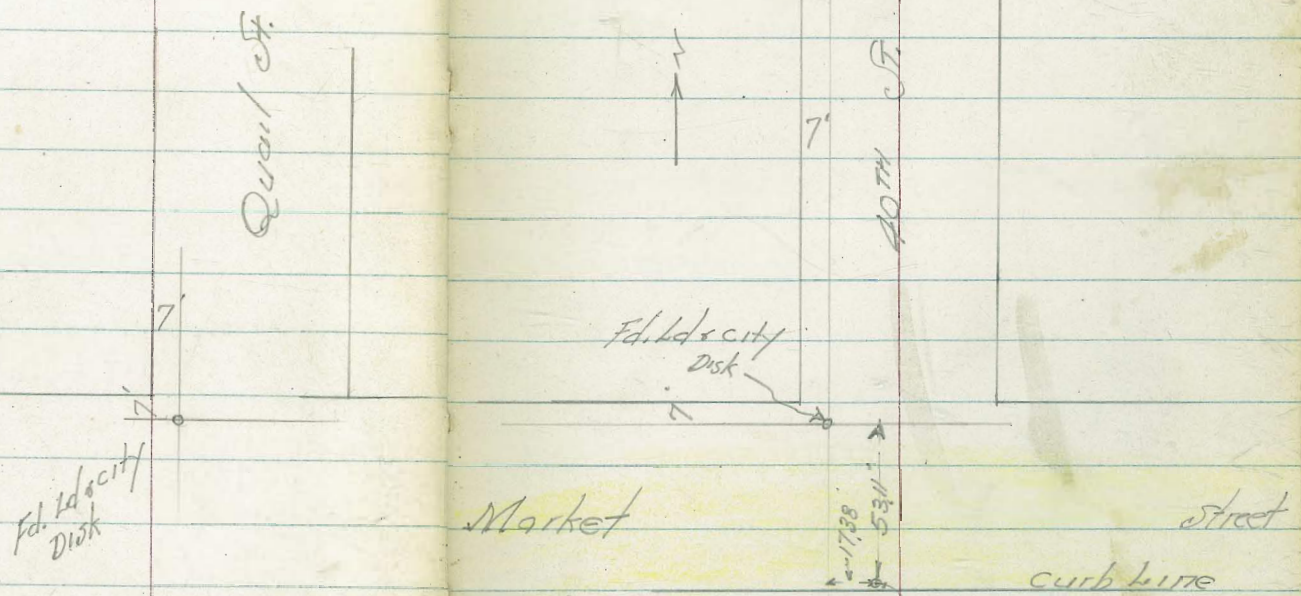 Quail St.
7'
7'
Fd. Ld & city
Disk
N
7'
40TH ST.
Fd. Ld & city
Disk
7'
Market Street
17.38'
53.11'
curb Line